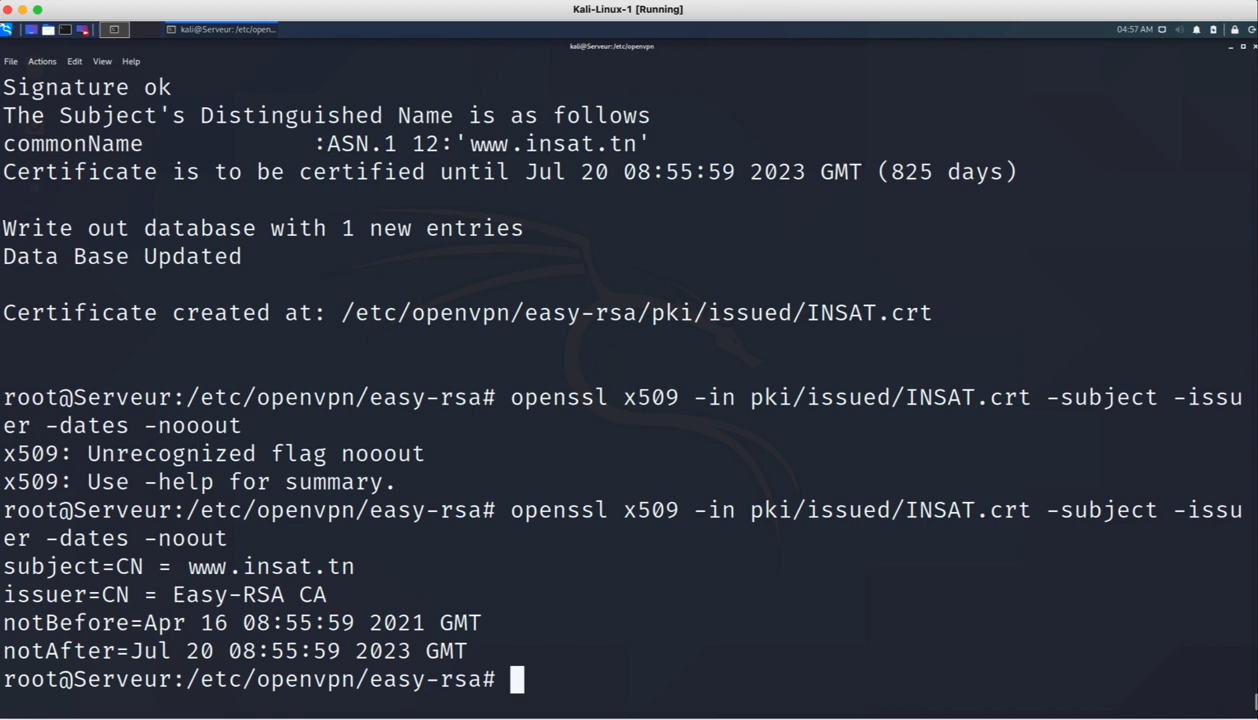 Kali-Linux-1 [Running]
kali@Serveur: /etc/open...
04:57 AM
kali@Serveur:/etc/openvpn
File Actions Edit View Help
Signature ok
The Subject's Distinguished Name is as follows
commonName            :ASN.1 12:'www.insat.tn'
Certificate is to be certified until Jul 20 08:55:59 2023 GMT (825 days)
Write out database with 1 new entries
Data Base Updated
Certificate created at: /etc/openvpn/easy-rsa/pki/issued/INSAT.crt
root@Serveur:/etc/openvpn/easy-rsa# openssl x509 -in pki/issued/INSAT.crt -subject -issu
er -dates -nooout
x509: Unrecognized flag nooout
x509: Use -help for summary.
root@Serveur:/etc/openvpn/easy-rsa# openssl x509 -in pki/issued/INSAT.crt -subject -issu
er -dates -noout
subject=CN = www.insat.tn
issuer=CN = Easy-RSA CA
notBefore=Apr 16 08:55:59 2021 GMT
notAfter=Jul 20 08:55:59 2023 GMT
root@Serveur:/etc/openvpn/easy-rsa#